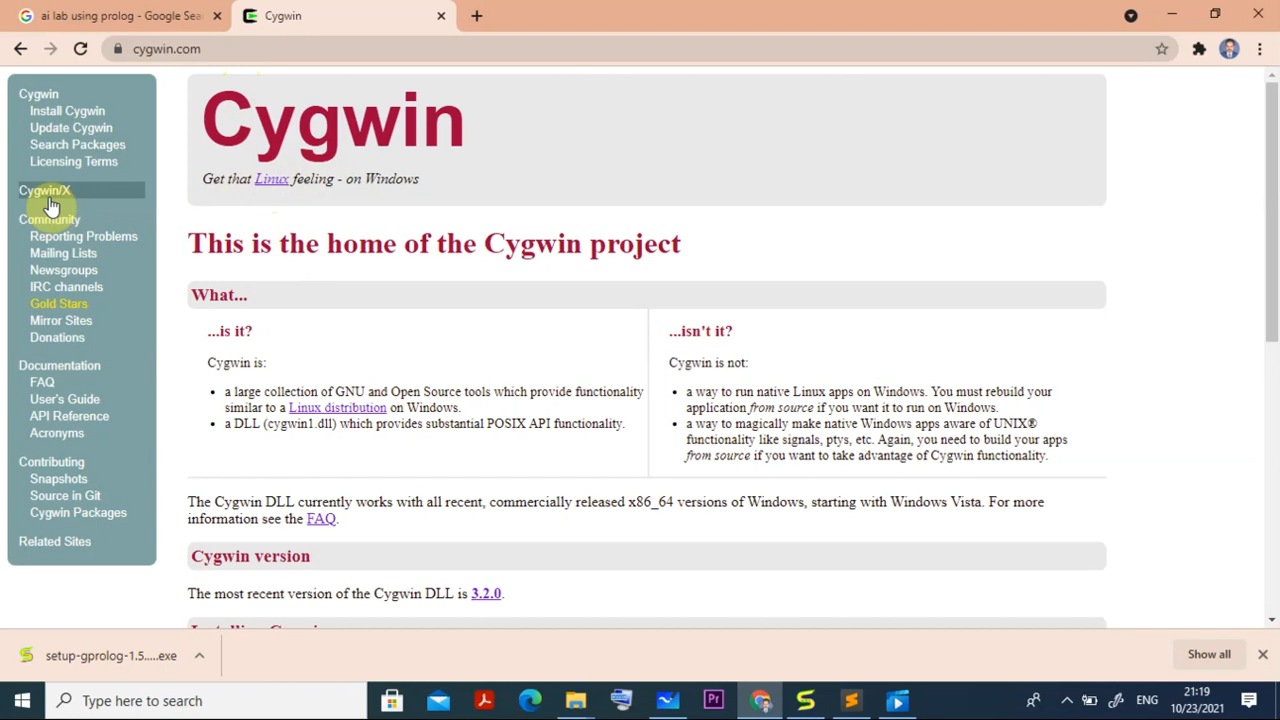 ai lab using prolog - Google Sea
Cygwin
cygwin.com
Cygwin
Install Cygwin
Update Cygwin
Search Packages
Licensing Terms
Cygwin/X
Community
Reporting Problems
Mailing Lists
Newsgroups
IRC channels
Gold Stars
Mirror Sites
Donations
Documentation
FAQ
User's Guide
API Reference
Acronyms
Contributing
Snapshots
Source in Git
Cygwin Packages
Related Sites
Cygwin
Get that Linux feeling - on Windows
This is the home of the Cygwin project
What...
...is it?
Cygwin is:
• a large collection of GNU and Open Source tools which provide functionality
similar to a Linux distribution on Windows.
• a DLL (cygwin1.dll) which provides substantial POSIX API functionality.
...isn't it?
Cygwin is not:
• a way to run native Linux apps on Windows. You must rebuild your
application from source if you want it to run on Windows.
• a way to magically make native Windows apps aware of UNIX®
functionality like signals, ptys, etc. Again, you need to build your apps
from source if you want to take advantage of Cygwin functionality.
The Cygwin DLL currently works with all recent, commercially released x86_64 versions of Windows, starting with Windows Vista. For more
information see the FAQ.
Cygwin version
The most recent version of the Cygwin DLL is 3.2.0.
setup-gprolog-1.5.....exe
Show all
Type here to search
Pr
ENG
21:19
10/23/2021